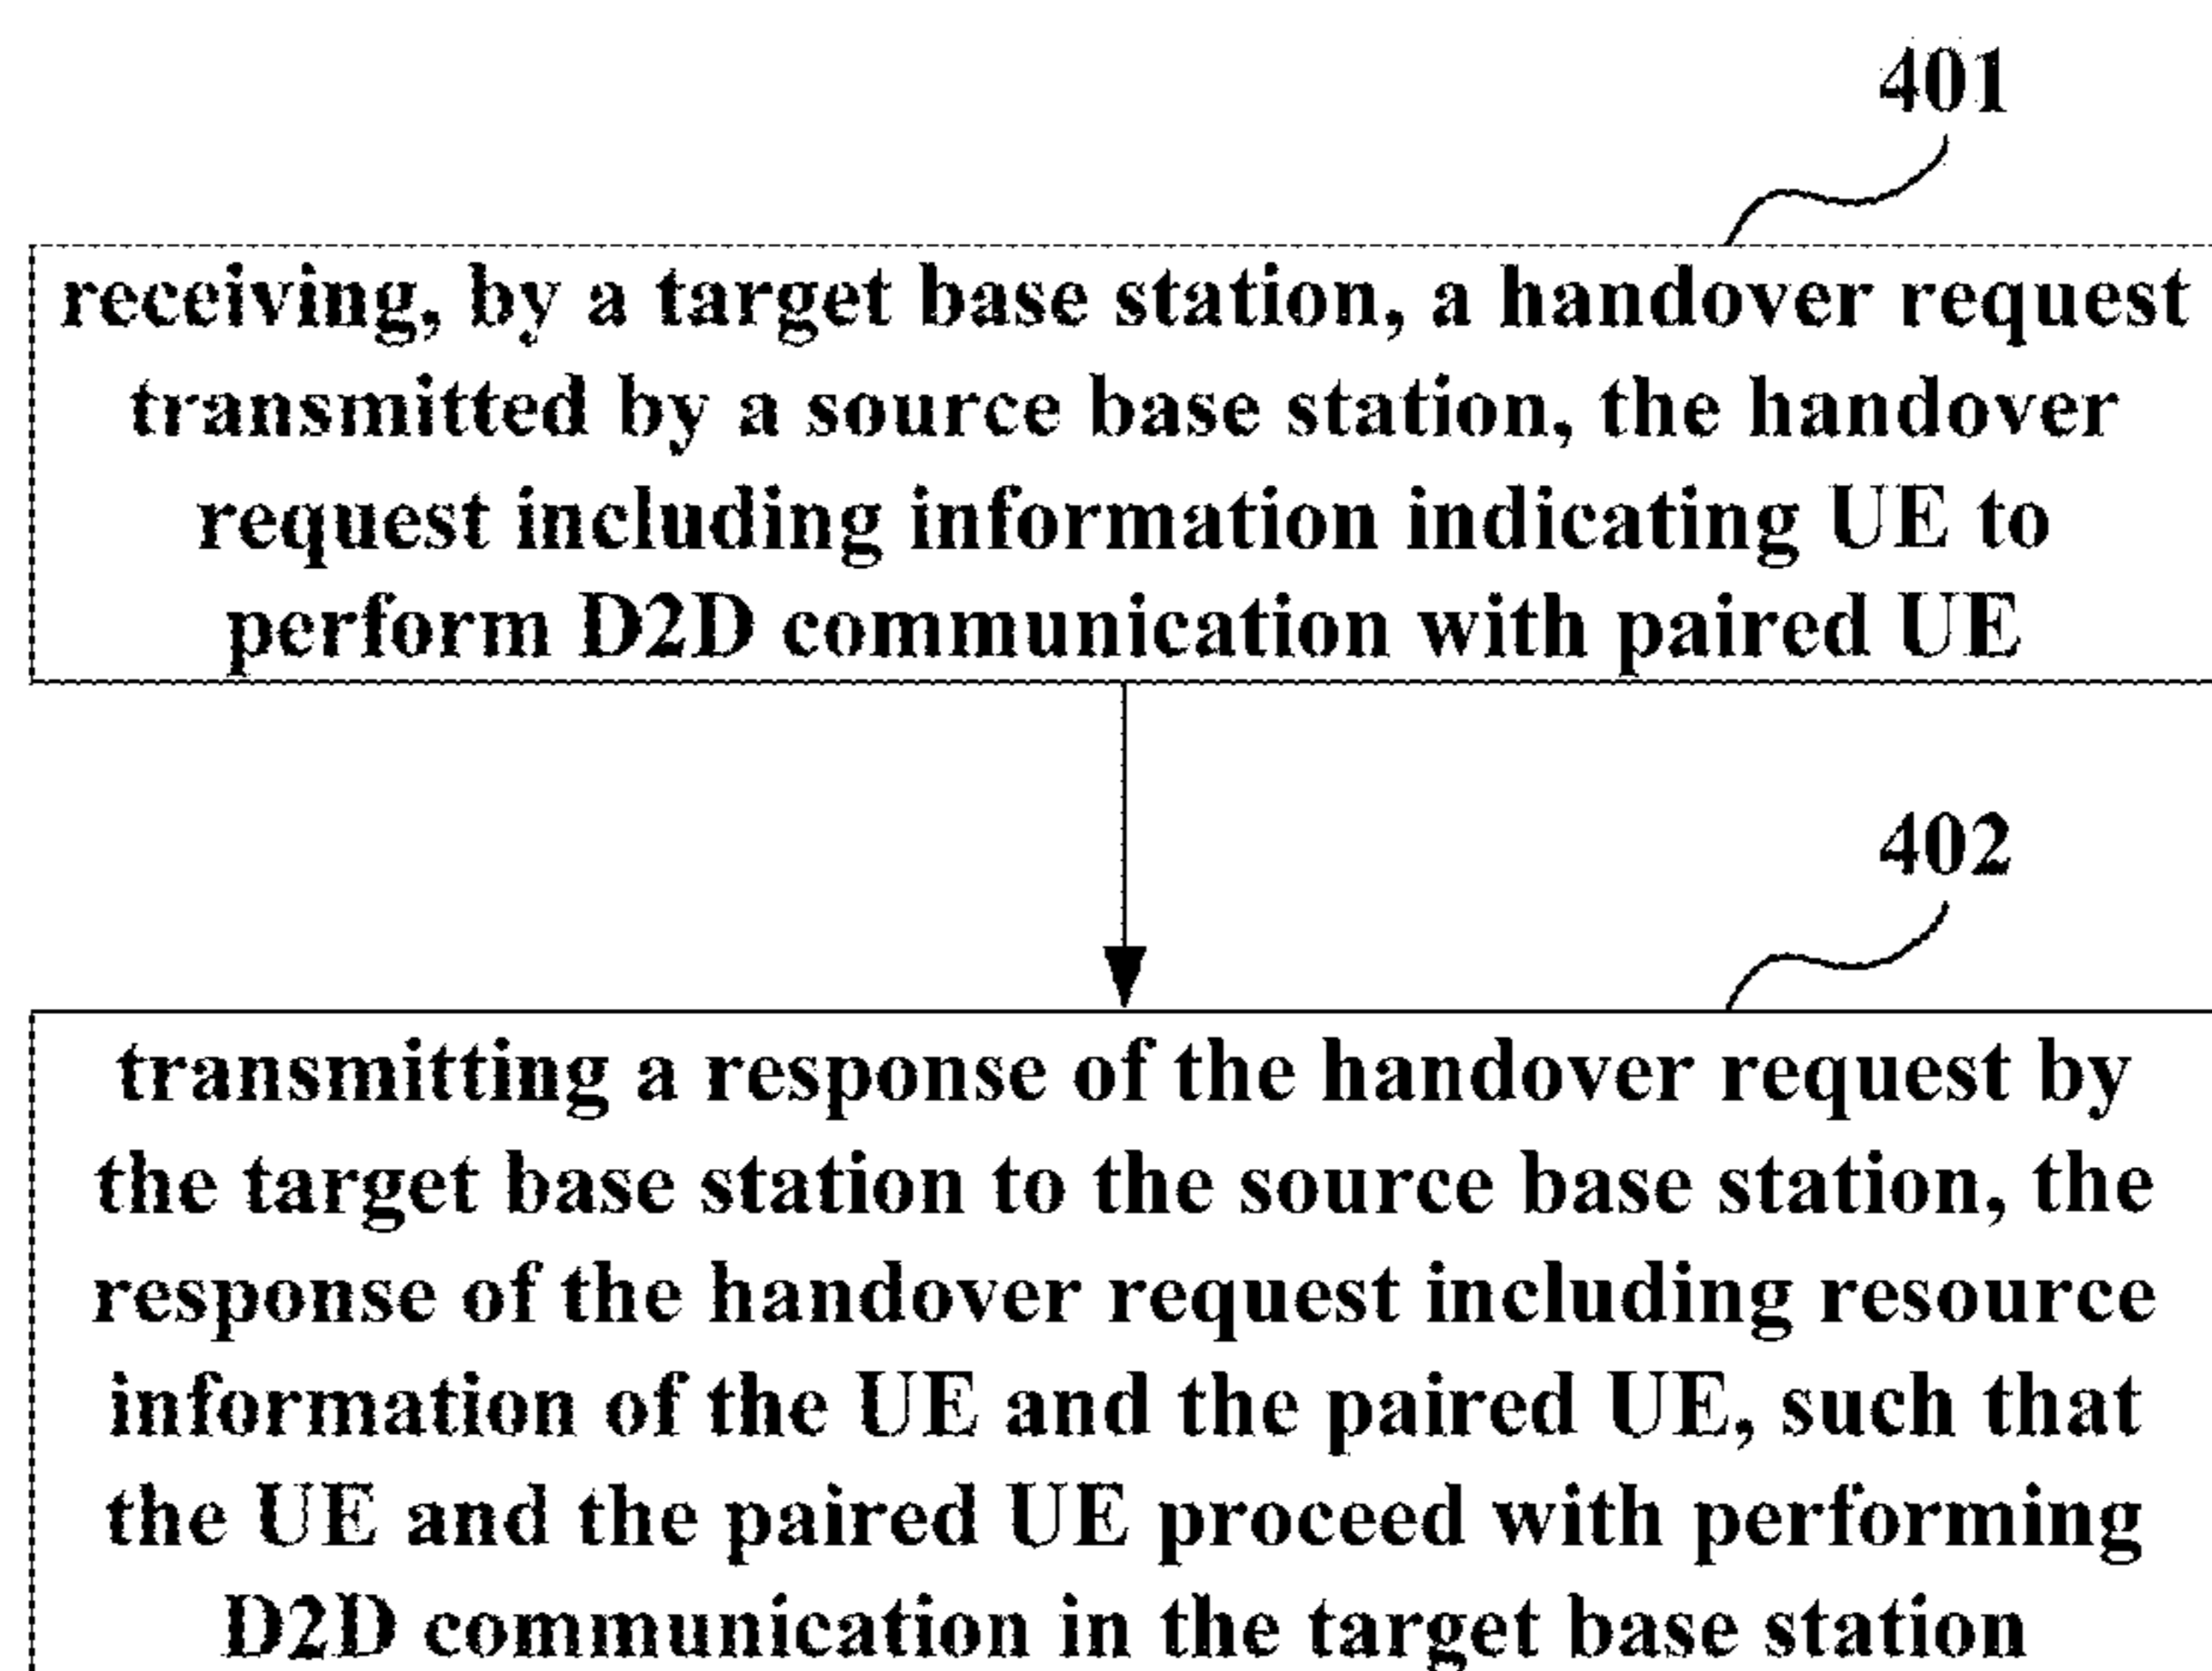 401
receiving, by a target base station, a handover request
transmitted by a source base station, the handover
request including information indicating UE to
perform D2D communication with paired UE
402
transmitting a response of the handover request by
the target base station to the source base station, the
response of the handover request including resource
information of the UE and the paired UE, such that
the UE and the paired UE proceed with performing
D2D communication in the target base station